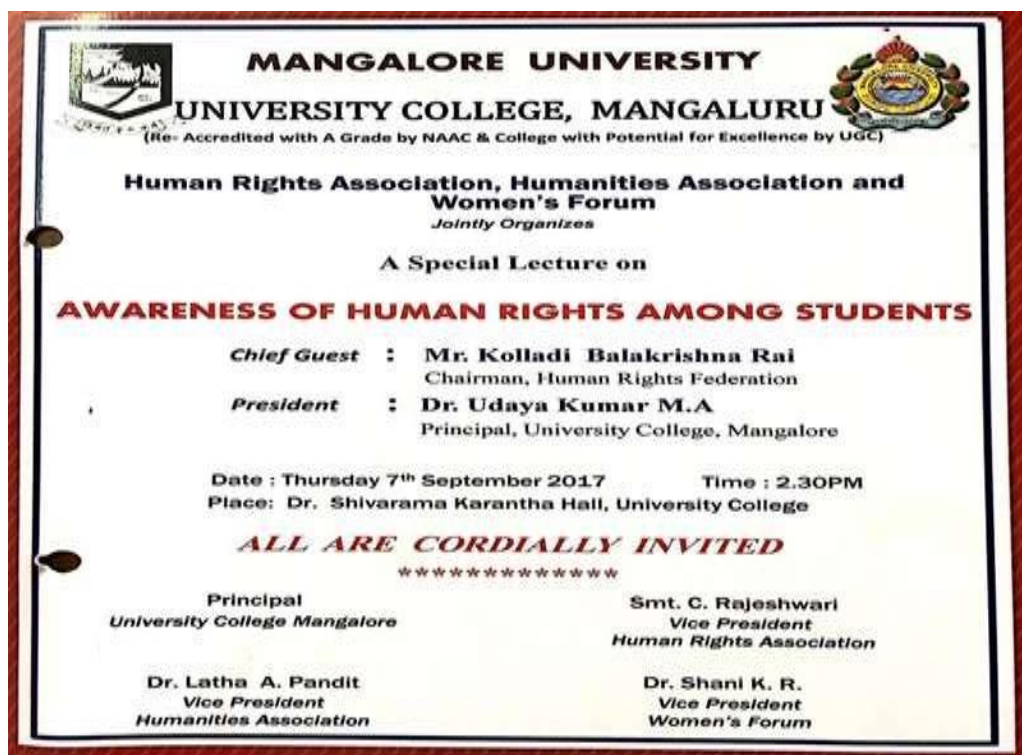 MANGALORE UNIVERSITY
UNIVERSITY COLLEGE, MANGALURU
(Re- Accredited with A Grade by NAAC & College with Potential for Excellence by UGC)
Human Rights Association, Humanities Association and
Women's Forum
Jointly Organizes
A Special Lecture on
AWARENESS OF HUMAN RIGHTS AMONG STUDENTS
Chief Guest : Mr. Kolladi Balakrishna Rai
Chairman, Human Rights Federation
President : Dr. Udaya Kumar M.A
Principal, University College, Mangalore
Date : Thursday 7th September 2017 Time : 2.30PM
Place: Dr. Shivarama Karantha Hall, University College
ALL ARE CORDIALLY INVITED
*************
Principal
University College Mangalore
Smt. C. Rajeshwari
Vice President
Human Rights Association
Dr. Latha A. Pandit
Vice President
Humanities Association
Dr. Shani K. R.
Vice President
Women's Forum